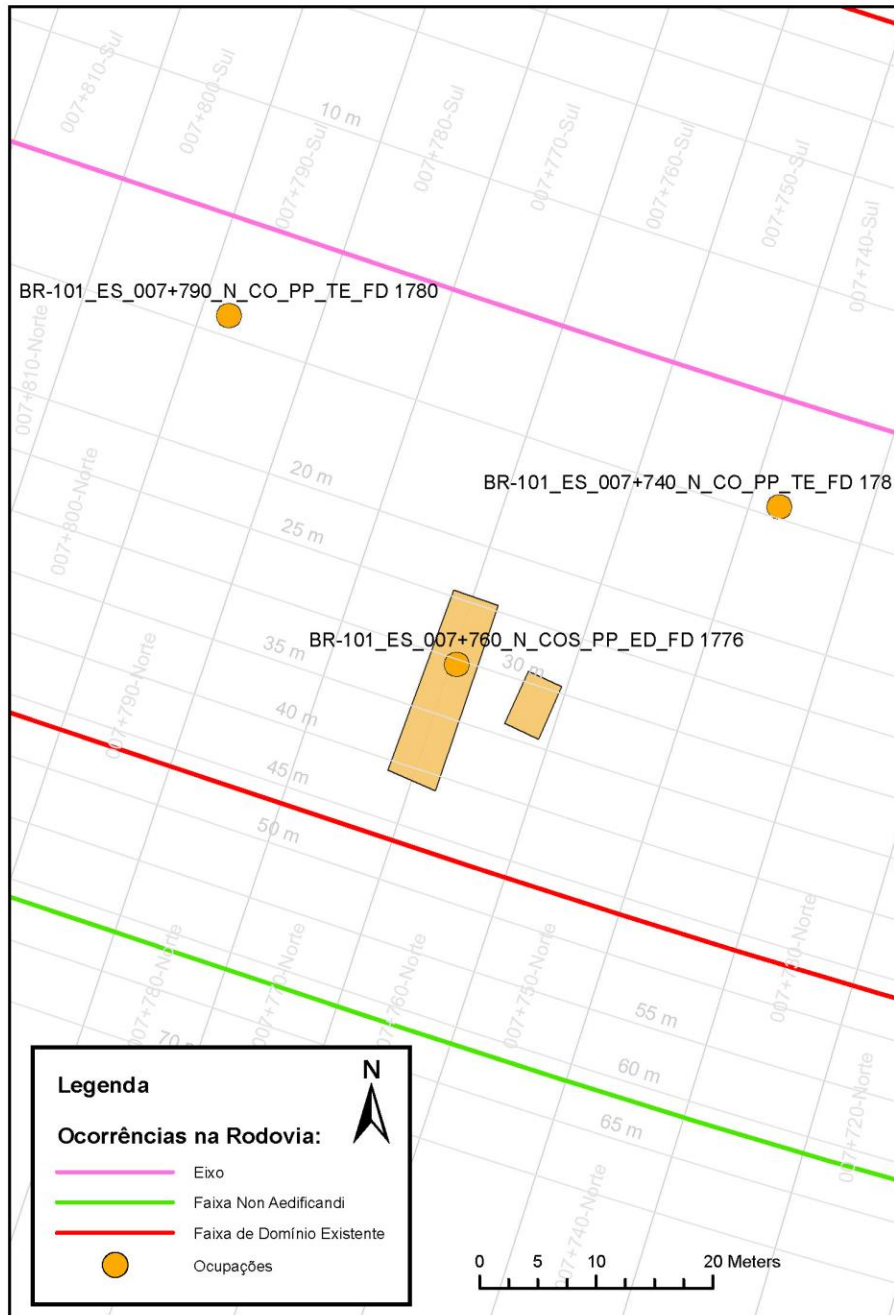 007+810-Sul
007+800-Sul
007+790-Sul
007+780-Sul
007+770-Sul
007+760-Sul
007+750-Sul
007+740-Sul
10 m
BR-101_ES_007+790_N_CO_PP_TE_FD 1780
007+810-Norte
20 m
BR-101_ES_007+740_N_CO_PP_TE_FD 178
007+800-Norte
25 m
BR-101_ES_007+760_N_COS_PP_ED_FD 1776
35 m
30 m
007+790-Norte
40 m
45 m
50 m
007+780-Norte
007+770-Norte
007+760-Norte
007+750-Norte
007+730-Norte
55 m
70 m
60 m
65 m
007+720-Norte
007+740-Norte
Legenda
N
Ocorrências na Rodovia:
Eixo
Faixa Non Aedificandi
Faixa de Domínio Existente
Ocupações
0 5 10 20 Meters